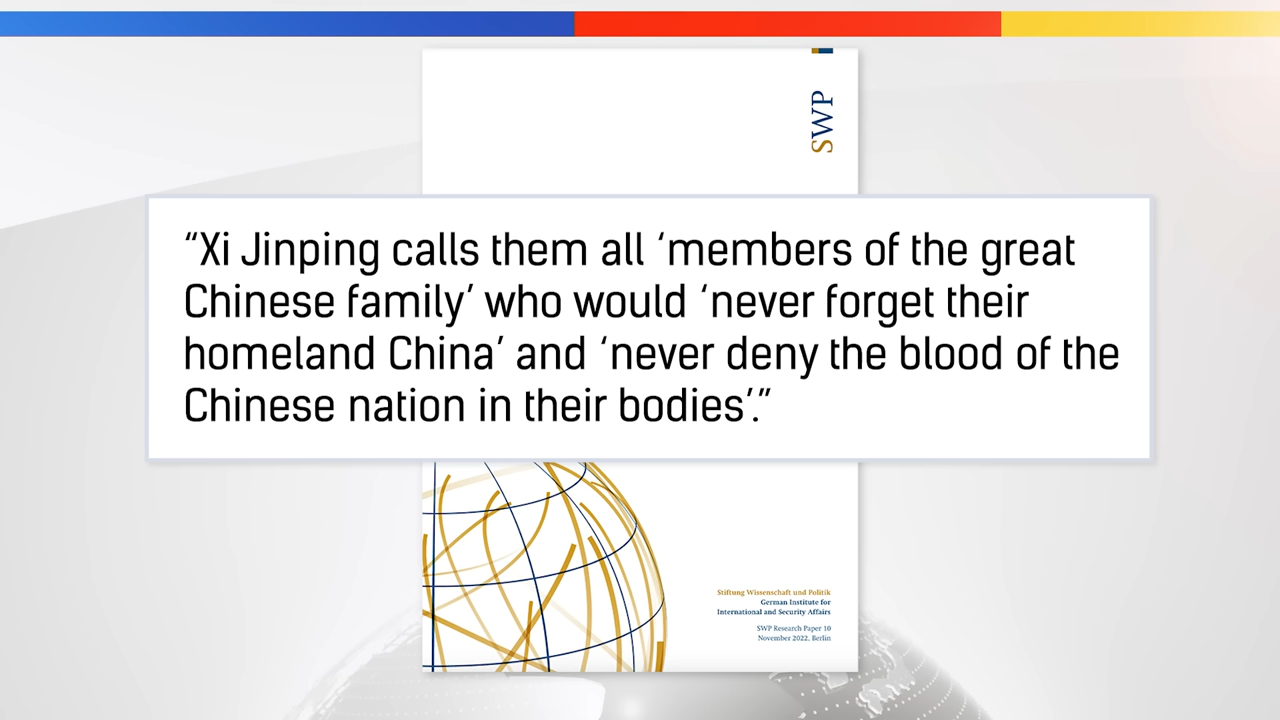 SWP
“Xi Jinping calls them all ‘members of the great
Chinese family’ who would ‘never forget their
homeland China’ and ‘never deny the blood of the
Chinese nation in their bodies’.”
Stiftung Wissenschaft und Politik
German Institute for
International and Security Affairs
SWP Research Paper 10
November 2022, Berlin